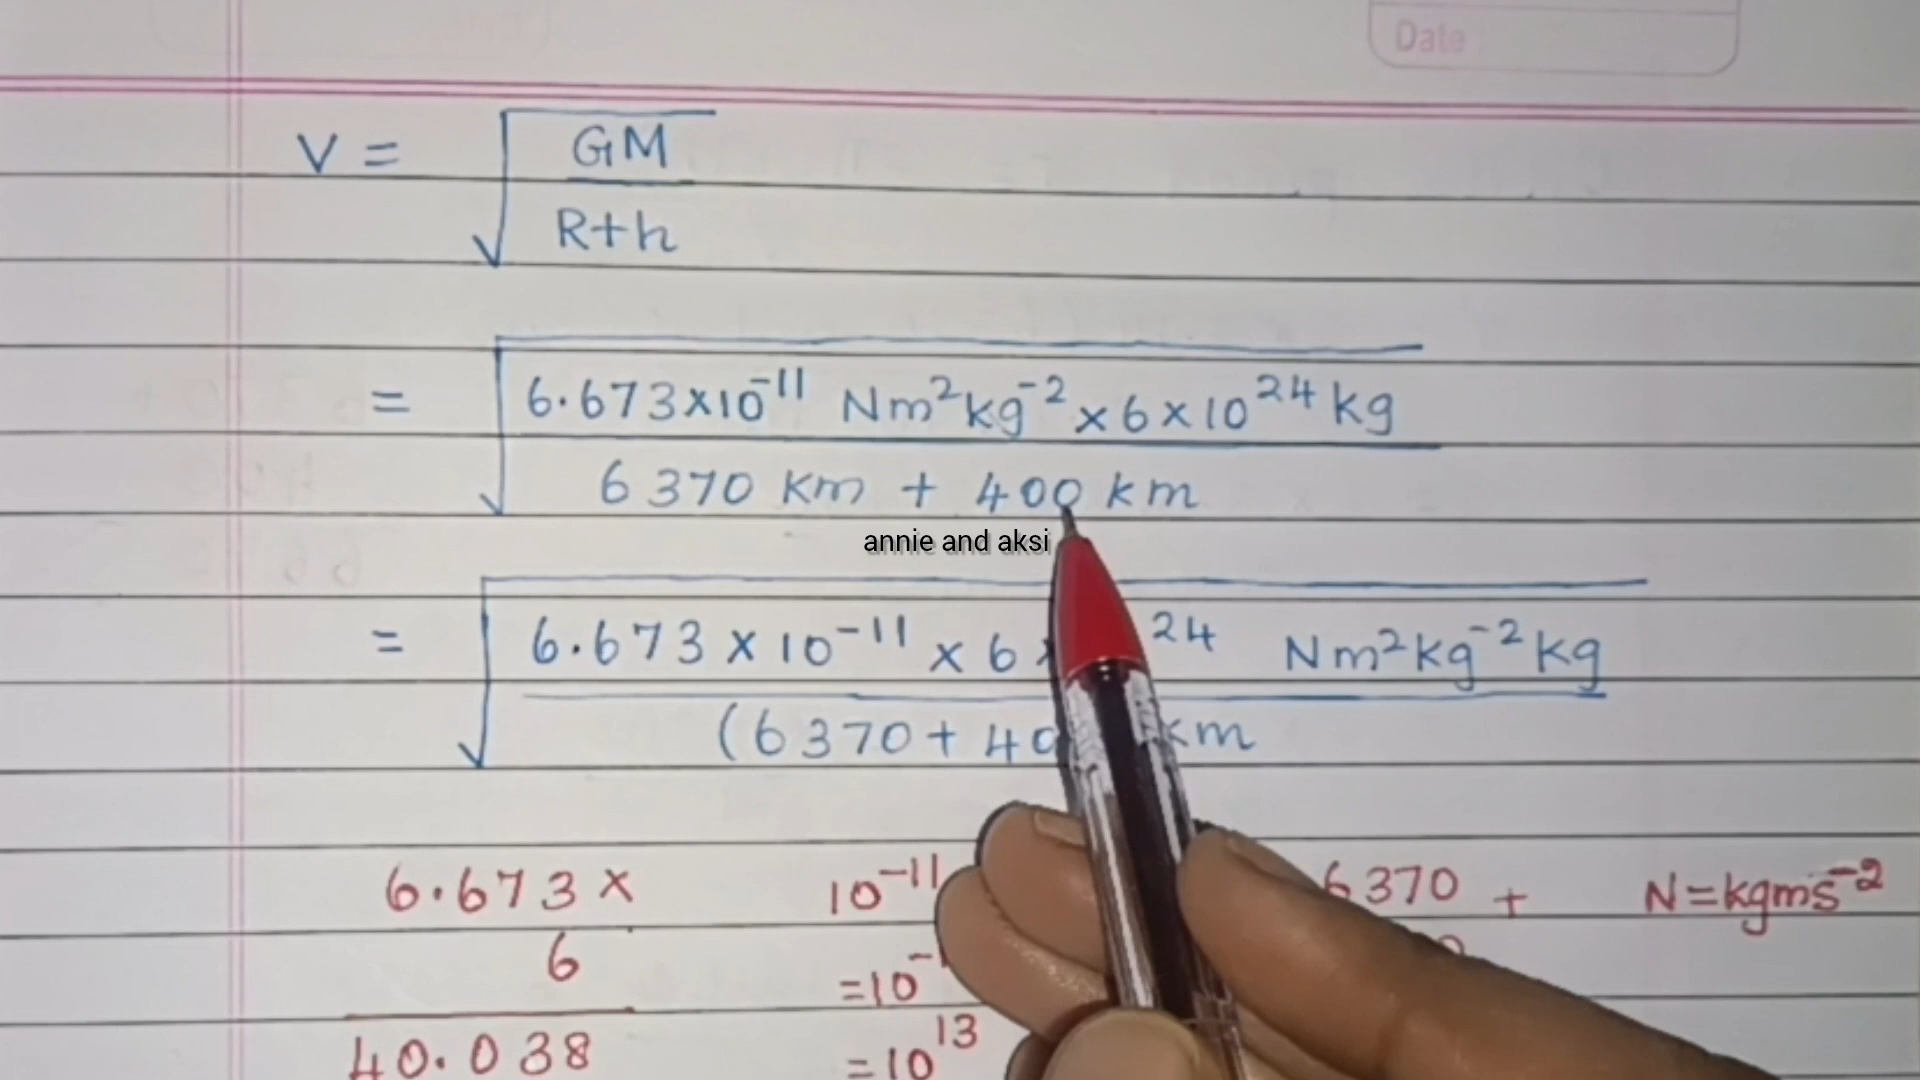 Date
V = √ GM
R+h
= √ 6.673×10⁻¹¹ Nm²kg⁻² × 6×10²⁴ kg
6370 km + 400 km
annie and aksi
= √ 6.673 × 10⁻¹¹ × 6 × ²⁴ Nm²kg⁻²kg
(6370 + 40 km
6.673 × 10⁻¹¹ 6370 + N=kgms⁻²
6 =10⁻
40.038 =10¹³